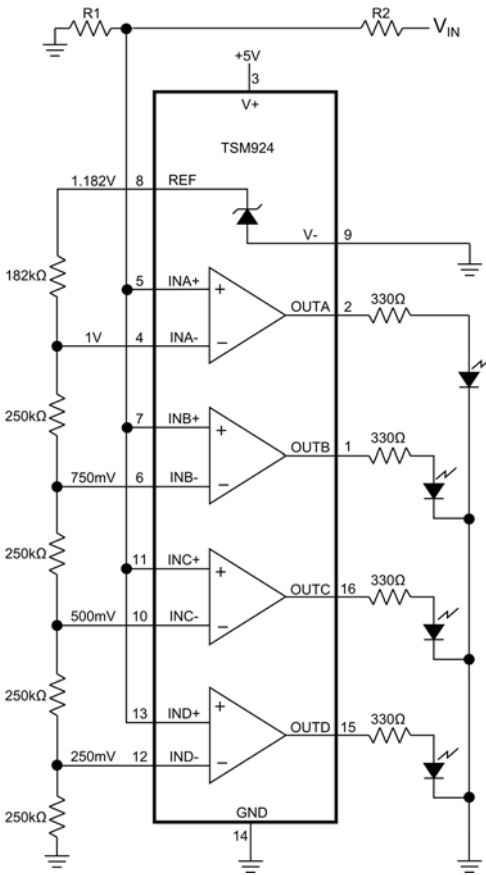 R1
R2
V_IN
+5V
3
V+
TSM924
1.182V 8 REF
V- 9
182kΩ
5 INA+
OUTA 2 330Ω
+
1V 4 INA-
−
250kΩ
7 INB+
+
OUTB 1 330Ω
750mV 6 INB-
−
250kΩ
11 INC+
+
OUTC 16 330Ω
500mV 10 INC-
−
250kΩ
13 IND+
+
OUTD 15 330Ω
250mV 12 IND-
−
250kΩ
GND
14